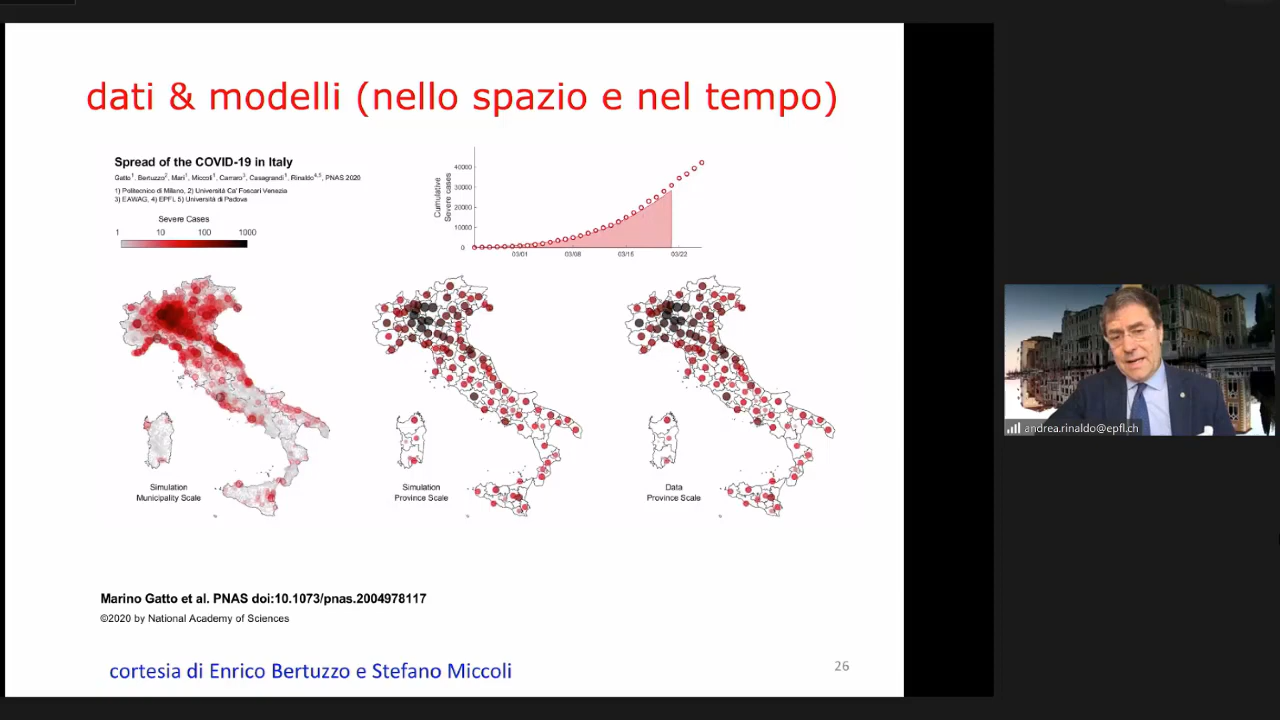 dati & modelli (nello spazio e nel tempo)
Spread of the COVID-19 in Italy
Gatto¹, Bertuzzo², Mari¹, Miccoli¹, Carraro³, Casagrandi¹, Rinaldo⁴,⁵, PNAS 2020
1) Politecnico di Milano, 2) Università Ca' Foscari Venezia
3) EAWAG, 4) EPFL 5) Università di Padova
Severe Cases
1 10 100 1000
Cumulative
Severe cases
40000
30000
20000
10000
0
03/01 03/08 03/15 03/22
Simulation
Municipality Scale
Simulation
Province Scale
Data
Province Scale
Marino Gatto et al. PNAS doi:10.1073/pnas.2004978117
©2020 by National Academy of Sciences
cortesia di Enrico Bertuzzo e Stefano Miccoli
26
andrea.rinaldo@epfl.ch